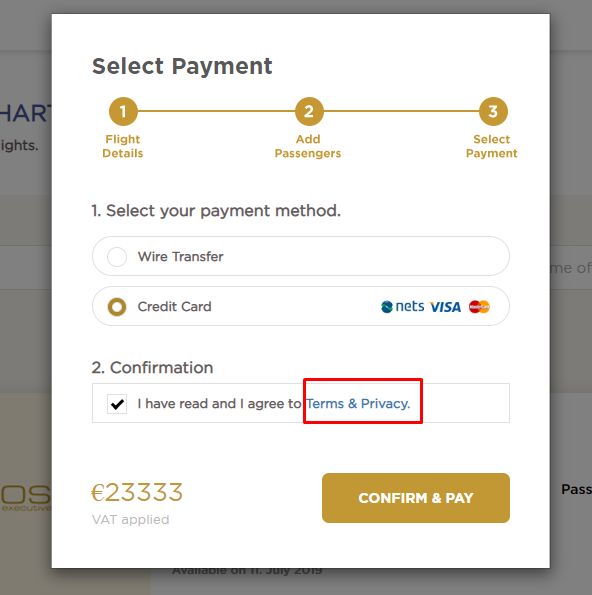 Select Payment
1
2
3
Flight
Details
Add
Passengers
Select
Payment
HART
ights.
1. Select your payment method.
Wire Transfer
me of
Credit Card
nets VISA MasterCard
2. Confirmation
I have read and I agree to Terms & Privacy.
€23333
VAT applied
CONFIRM & PAY
Pass
OS
executive
Available on 11. July 2019